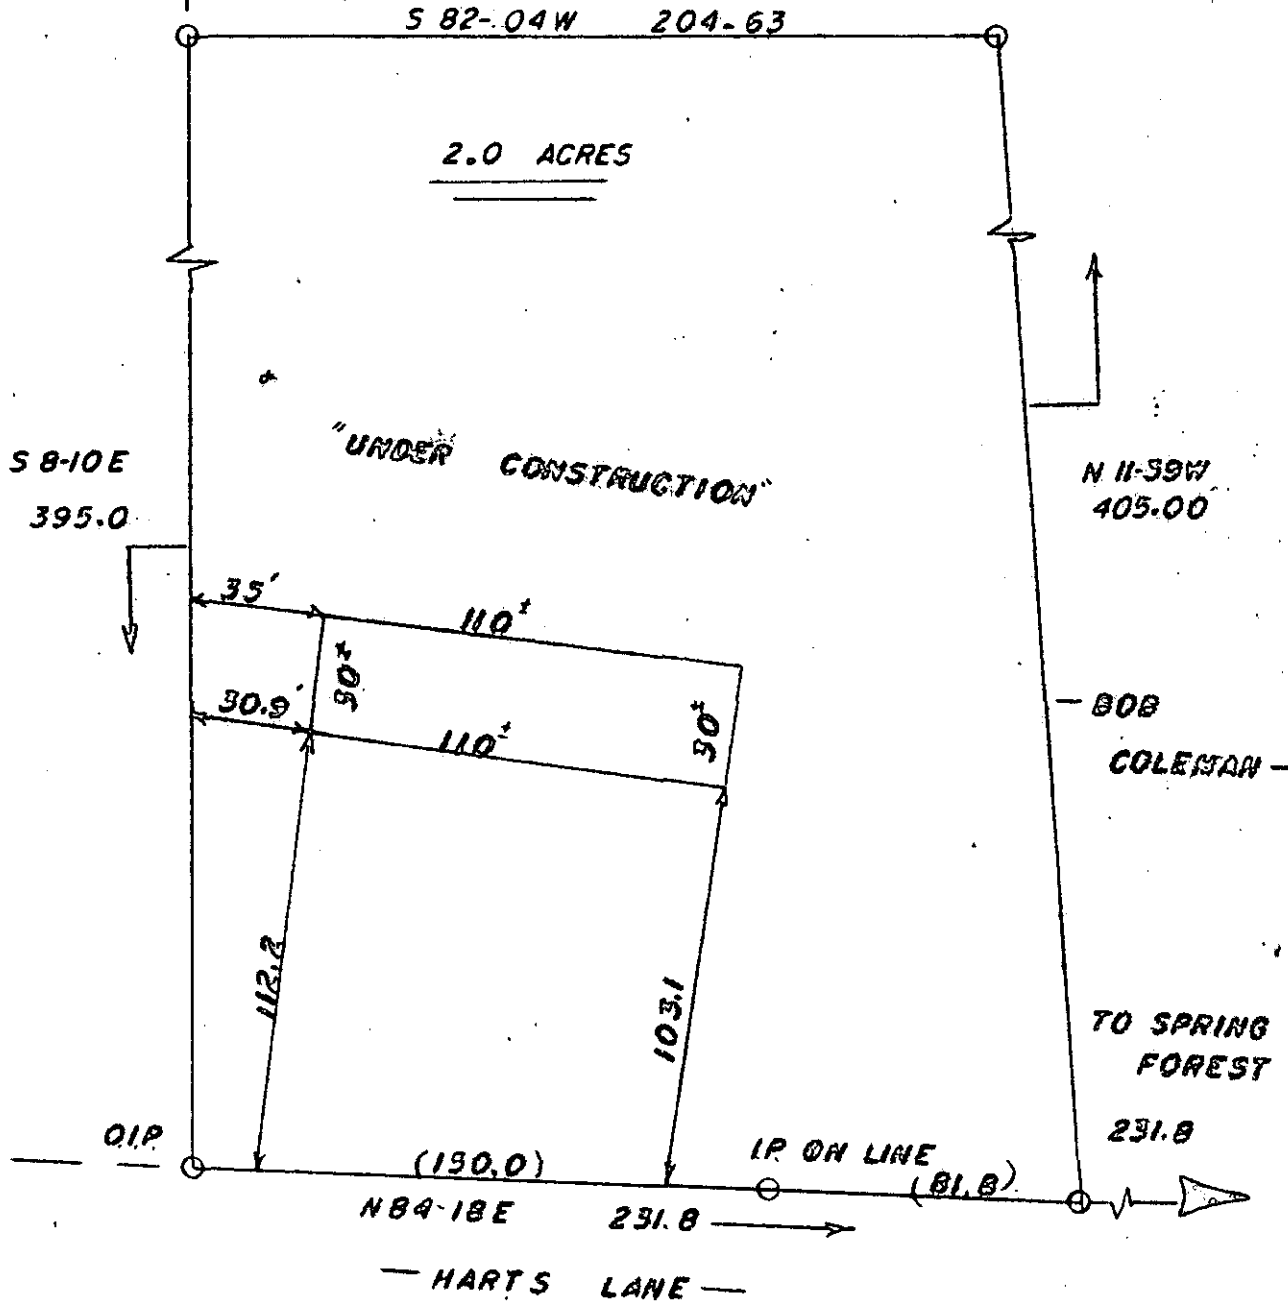 S 82-04W 204-63
2.0 ACRES
"UNDER CONSTRUCTION"
S 8-10E
395.0
N 11-39W
405.00
35'
110±
30±
30.9'
110±
30±
BOB
COLEMAN
112.2
103.1
TO SPRING
FOREST
231.8
O.I.P.
(150.0)
I.P. ON LINE
(81.8)
N84-18E 231.8
HARTS LANE